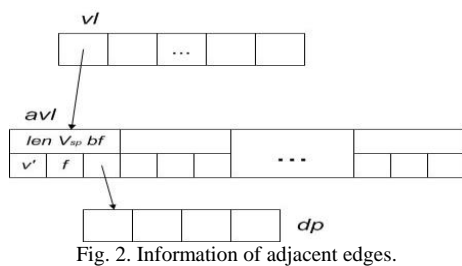 vl
...
avl
len Vsp bf
v' f
...
dp
Fig. 2. Information of adjacent edges.